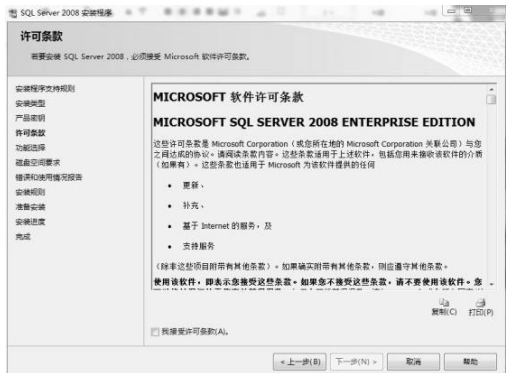 SQL Server 2008 安装程序
许可条款
若要安装 SQL Server 2008，必须接受 Microsoft 软件许可条款。
安装程序支持规则
安装类型
产品密钥
许可条款
功能选择
磁盘空间要求
错误和使用情况报告
安装规则
准备安装
安装进度
完成
MICROSOFT 软件许可条款
MICROSOFT SQL SERVER 2008 ENTERPRISE EDITION
这些许可条款是 Microsoft Corporation（或您所在地的 Microsoft Corporation 关联公司）与您
之间达成的协议。请阅读条款内容。这些条款适用于上述软件，包括您用来接收该软件的介质
（如果有）。这些条款也适用于 Microsoft 为该软件提供的任何
• 更新、
• 补充、
• 基于 Internet 的服务，及
• 支持服务
（除非这些项目附带有其他条款）。如果确实附带有其他条款，则应遵守其他条款。
使用该软件，即表示您接受这些条款。如果您不接受这些条款，请不要使用该软件。您
复制(C)
打印(P)
我接受许可条款(A)。
< 上一步(B)
下一步(N) >
取消
帮助